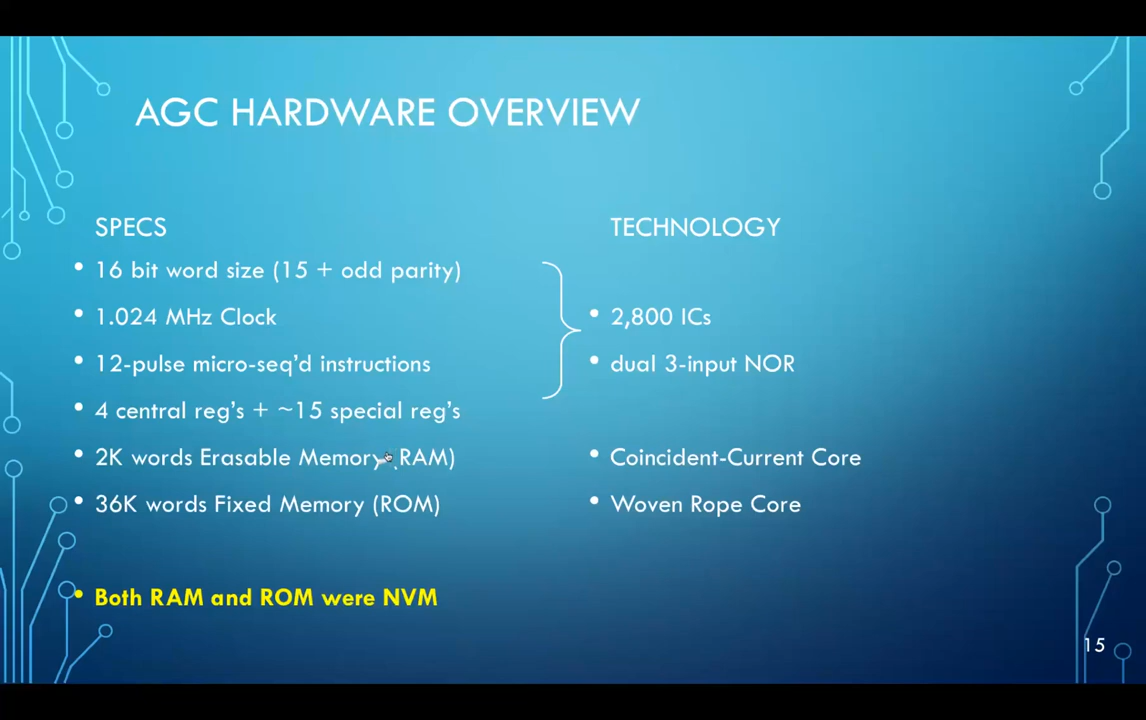 AGC HARDWARE OVERVIEW
SPECS
• 16 bit word size (15 + odd parity)
• 1.024 MHz Clock
• 12-pulse micro-seq'd instructions
• 4 central reg's + ~15 special reg's
• 2K words Erasable Memory (RAM)
• 36K words Fixed Memory (ROM)
• Both RAM and ROM were NVM
TECHNOLOGY
• 2,800 ICs
• dual 3-input NOR
• Coincident-Current Core
• Woven Rope Core
15